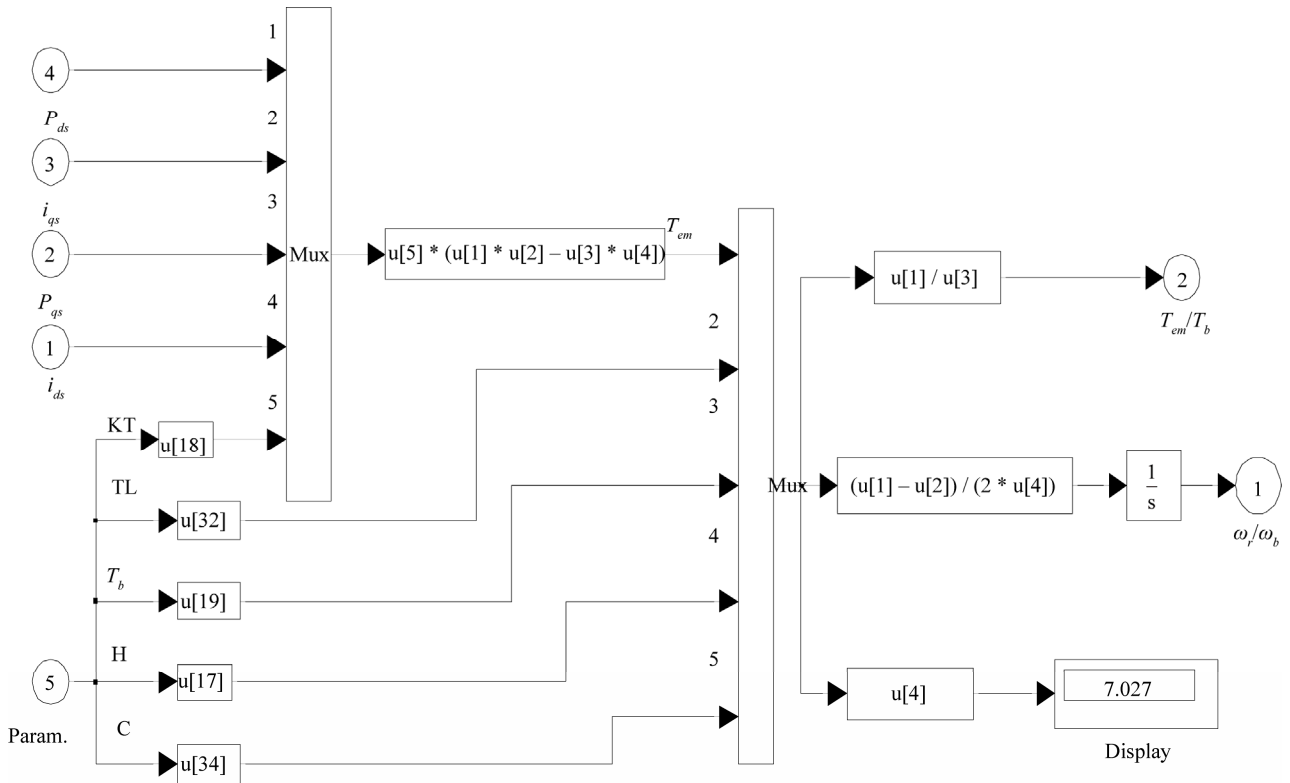 1
4
2
P_ds
3
3
i_qs
T_em
2
Mux
u[5] * (u[1] * u[2] – u[3] * u[4])
u[1] / u[3]
2
P_qs
4
2
T_em/T_b
1
i_ds
5
3
KT
u[18]
TL
Mux
(u[1] – u[2]) / (2 * u[4])
1
s
1
u[32]
4
ω_r/ω_b
T_b
u[19]
H
5
5
u[17]
u[4]
7.027
Param.
C
Display
u[34]